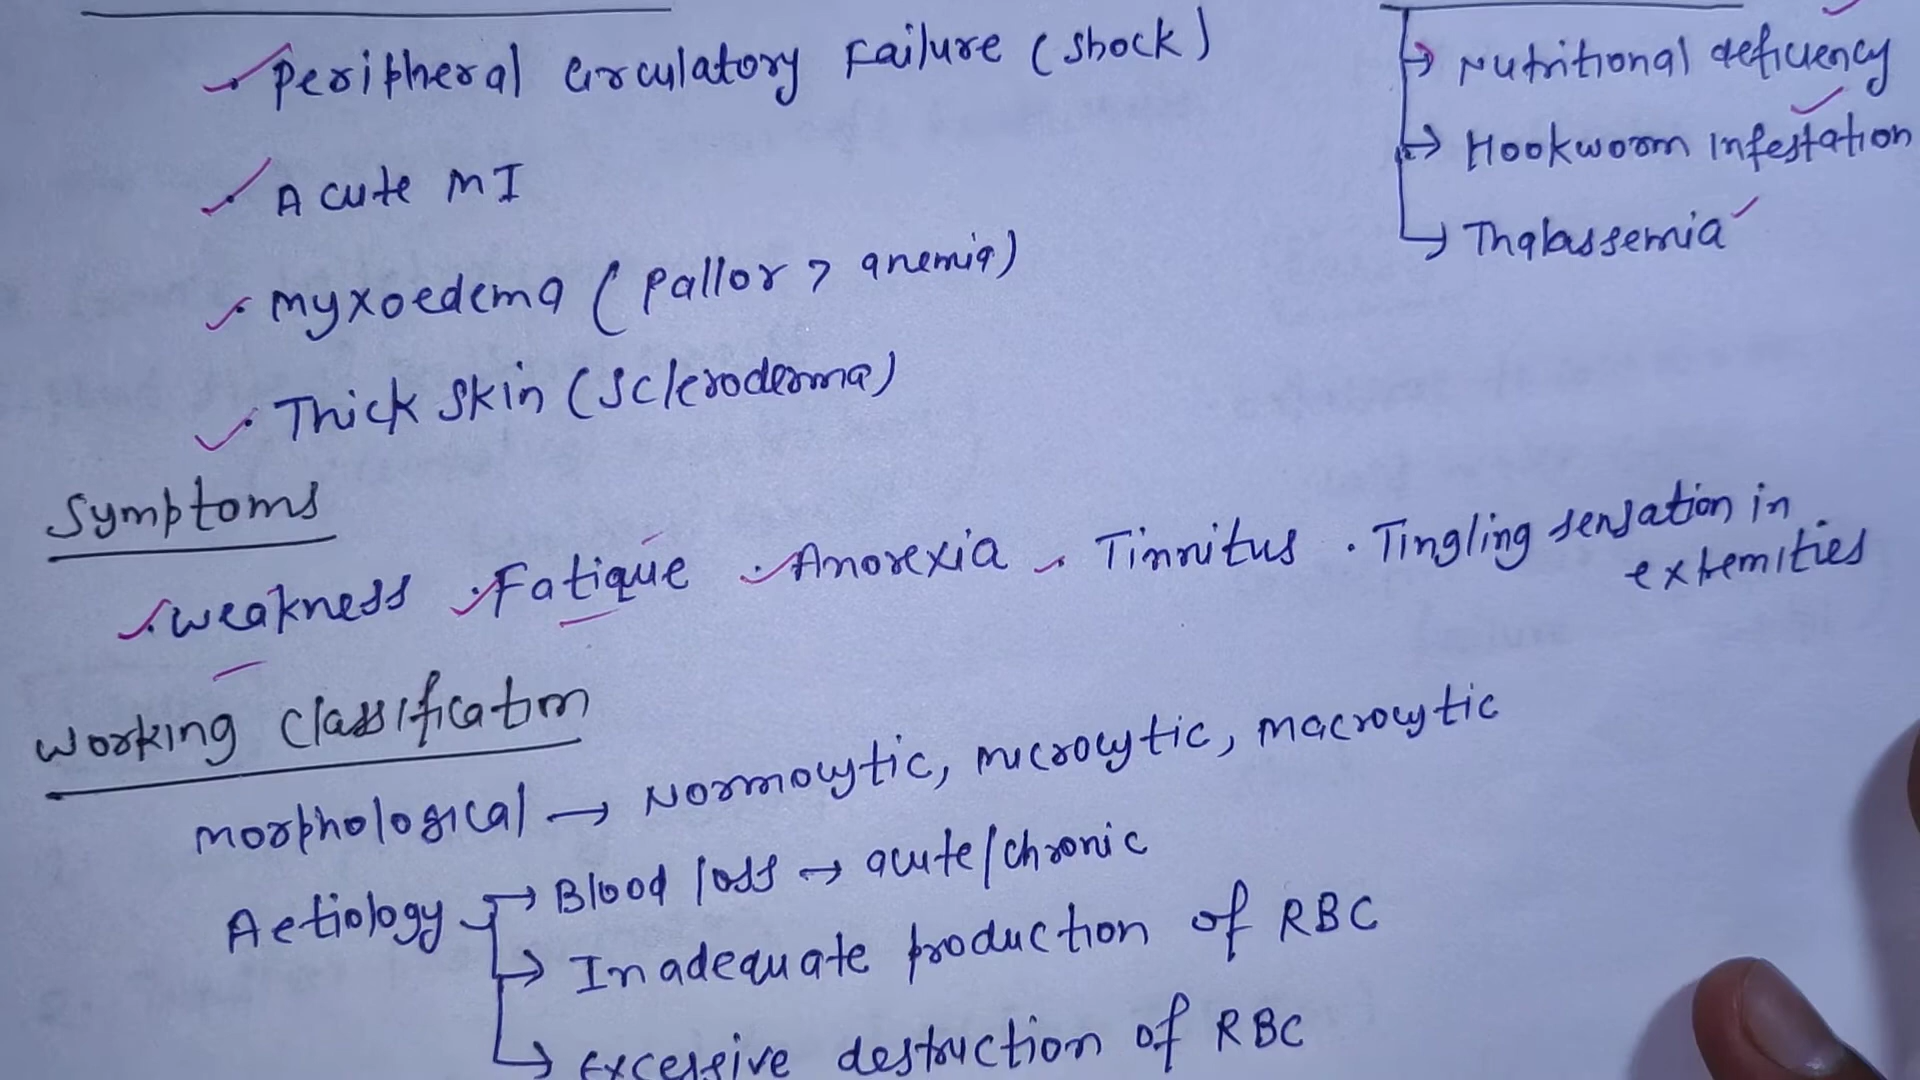 • Peripheral Circulatory Failure (Shock)
• Acute MI
• Myxoedema (Pallor > anemia)
• Thick Skin (Scleroderma)
→ Nutritional deficiency
→ Hookworm Infestation
→ Thalassemia
Symptoms
• Weakness • Fatigue • Anorexia • Tinnitus • Tingling sensation in
extemities
Working Classification
Morphological → Normocytic, Microcytic, Macrocytic
Aetiology → Blood loss → acute/chronic
→ Inadequate production of RBC
→ Excessive destruction of RBC